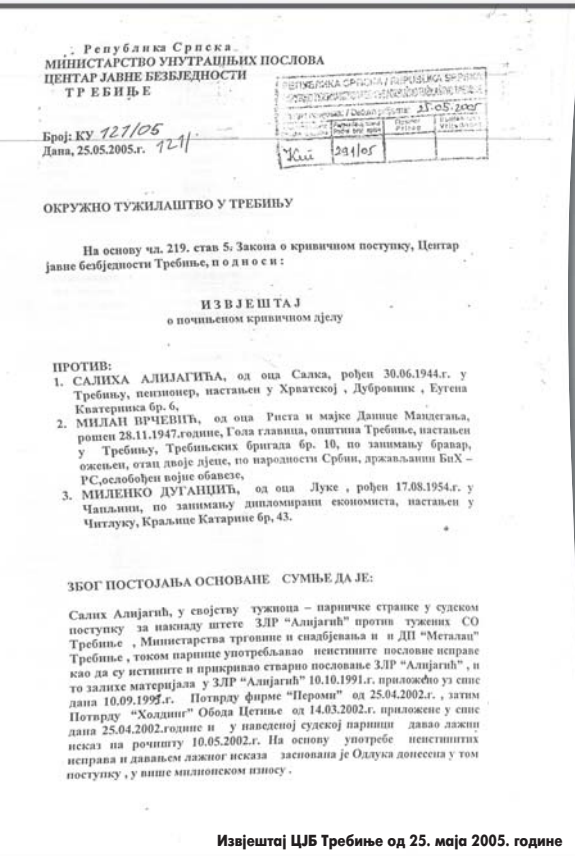 Република Српска
МИНИСТАРСТВО УНУТРАШЊИХ ПОСЛОВА
ЦЕНТАР ЈАВНЕ БЕЗБЈЕДНОСТИ
ТРЕБИЊЕ
РЕПУБЛИКА СРПСКА / REPUBLIKA SRPSKA
25-05-2005
Број: КУ 127/05
Дана, 25.05.2005.г. 121/
291/05
ОКРУЖНО ТУЖИЛАШТВО У ТРЕБИЊУ
На основу чл. 219. став 5. Закона о кривичном поступку, Центар
јавне безбједности Требиње, п о д н о с и :
И З В Ј Е Ш Т А Ј
о почињеном кривичном дјелу
ПРОТИВ:
1. САЛИХА АЛИЈАГИЋА, од оца Салка, рођен 30.06.1944.г. у
Требињу, пензионер, настањен у Хрватској , Дубровник , Еугена
Кватерника бр. 6,
2. МИЛАН ВРЧЕВИЋ, од оца Риста и мајке Данице Мандегања,
рошен 28.11.1947.године, Гола главица, општина Требиње, настањен
у Требињу, Требињских бригада бр. 10, по занимању бравар,
ожењен, отац двоје дјеце, по народности Србин, држављанин БиХ –
РС,ослобођен војне обавезе,
3. МИЛЕНКО ДУГАНЏИЋ, од оца Луке , рођен 17.08.1954.г. у
Чапљини, по занимању дипломирани економиста, настањен у
Читлуку, Краљице Катарине бр, 43.
ЗБОГ ПОСТОЈАЊА ОСНОВАНЕ СУМЊЕ ДА ЈЕ:
Салих Алијагић, у својству тужиоца – парничке странке у судском
поступку за накнаду штете ЗЛР “Алијагић” против тужених СО
Требиње , Министарства трговине и снадбјевања и и ДП “Металац”
Требиње , током парнице употребљавао неистините пословне исправе
као да су истините и прикривао стварно пословање ЗЛР “Алијагић” , и
то залихе материјала у ЗЛР “Алијагић” 10.10.1991.г. приложено уз спис
дана 10.09.1995.г. Потврду фирме “Пероми” од 25.04.2002.г. , затим
Потврду “Холдинг” Обода Цетиње од 14.03.2002.г. приложене у спис
дана 25.04.2002.године и у наведеној судској парници давао лажни
исказ на рочишту 10.05.2002.г. На основу употребе неистинитих
исправа и давањем лажног исказа заснована је Одлука донесена у том
поступку , у више милионском износу .
Извјештај ЦЈБ Требиње од 25. маја 2005. године